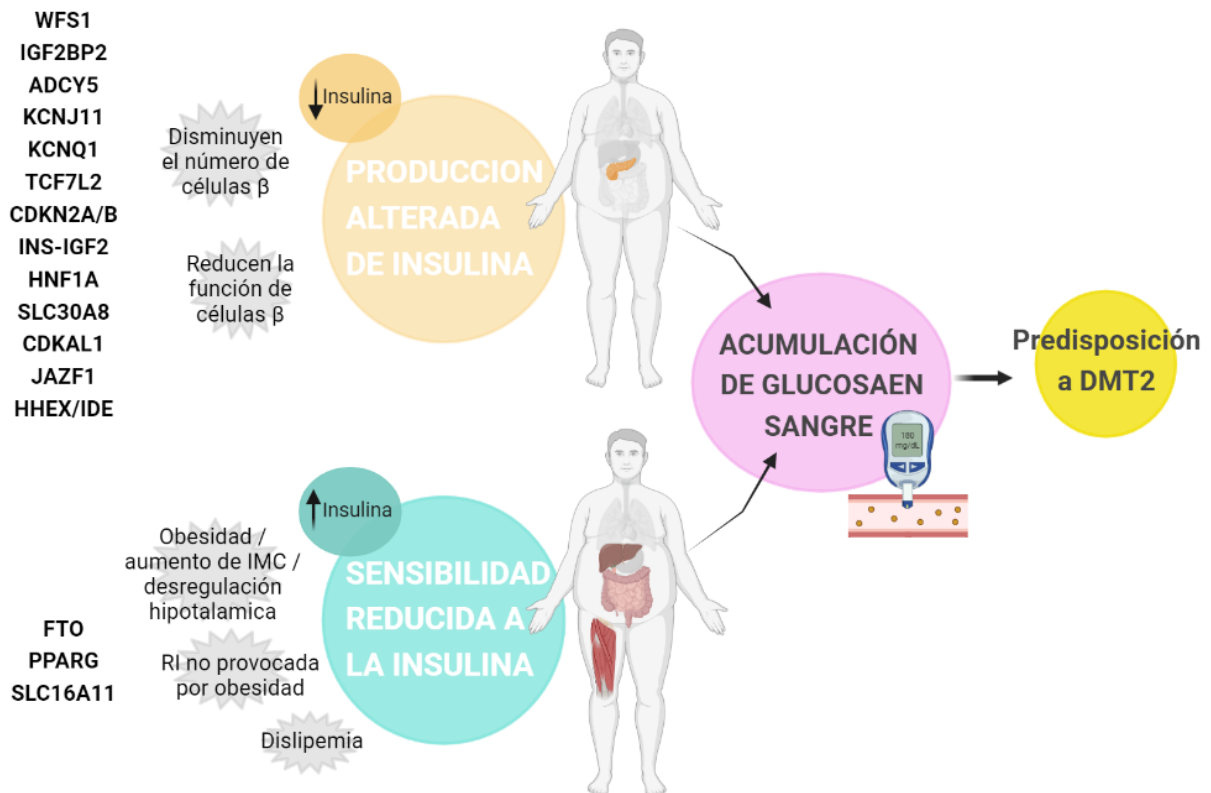 WFS1
IGF2BP2
ADCY5
KCNJ11
KCNQ1
TCF7L2
CDKN2A/B
INS-IGF2
HNF1A
SLC30A8
CDKAL1
JAZF1
HHEX/IDE
Disminuyen
el número de
células β
Reducen la
función de
células β
Insulina
PRODUCCION
ALTERADA
DE INSULINA
FTO
PPARG
SLC16A11
Obesidad /
aumento de IMC /
desregulación
hipotalamica
RI no provocada
por obesidad
Dislipemia
Insulina
SENSIBILIDAD
REDUCIDA A
LA INSULINA
ACUMULACIÓN
DE GLUCOSAEN
SANGRE
100
mg/dL
Predisposición
a DMT2